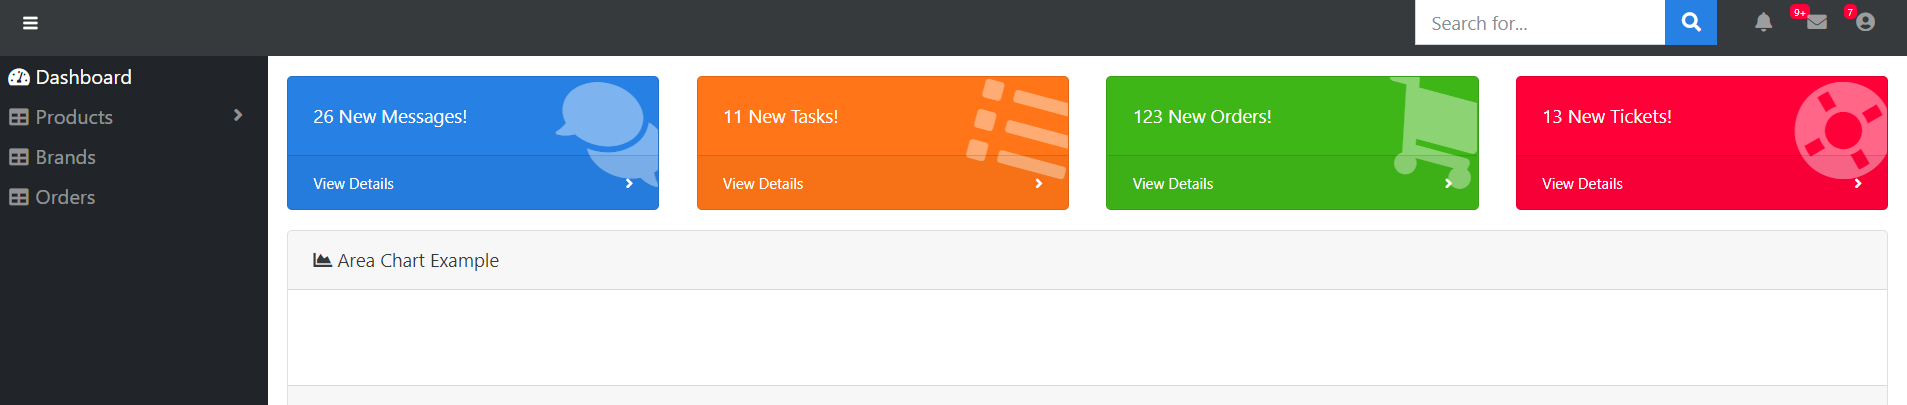 Search for...
9+
7
Dashboard
Products
Brands
Orders
26 New Messages!
View Details
11 New Tasks!
View Details
123 New Orders!
View Details
13 New Tickets!
View Details
Area Chart Example